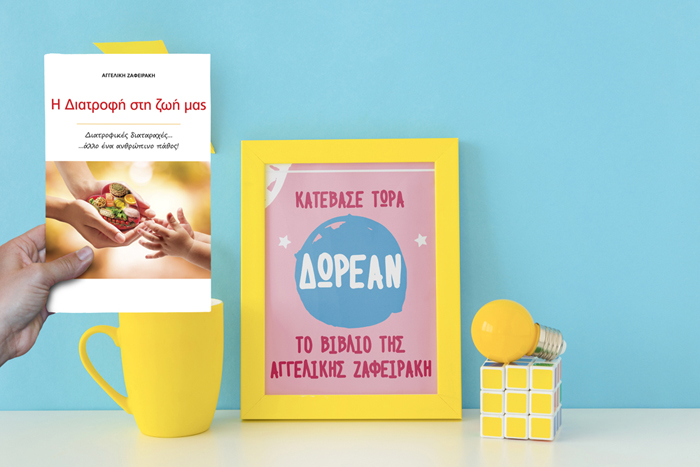 ΑΓΓΕΛΙΚΗ ΖΑΦΕΙΡΑΚΗ
Η Διατροφή στη ζωή μας
Διατροφικές διαταραχές...
...άλλο ένα ανθρώπινο πάθος!
ΚΑΤΕΒΑΣΕ ΤΩΡΑ
ΔΩΡΕΑΝ
ΤΟ ΒΙΒΛΙΟ ΤΗΣ
ΑΓΓΕΛΙΚΗΣ ΖΑΦΕΙΡΑΚΗ